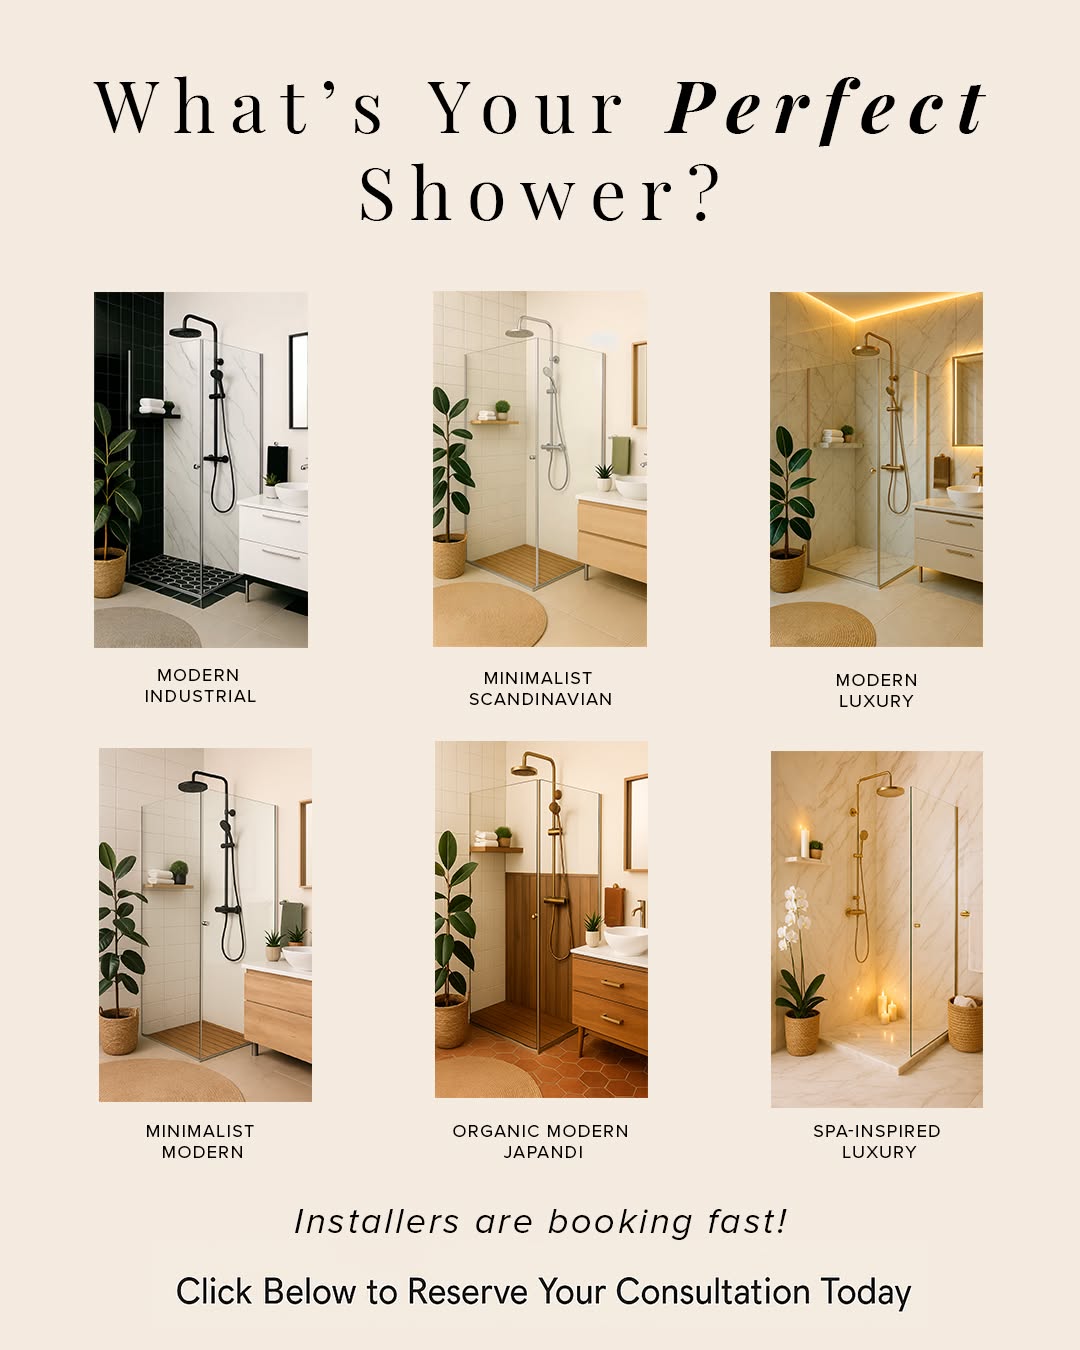 What’s Your Perfect
Shower?
MODERN
INDUSTRIAL
MINIMALIST
SCANDINAVIAN
MODERN
LUXURY
MINIMALIST
MODERN
ORGANIC MODERN
JAPANDI
SPA-INSPIRED
LUXURY
Installers are booking fast!
Click Below to Reserve Your Consultation Today